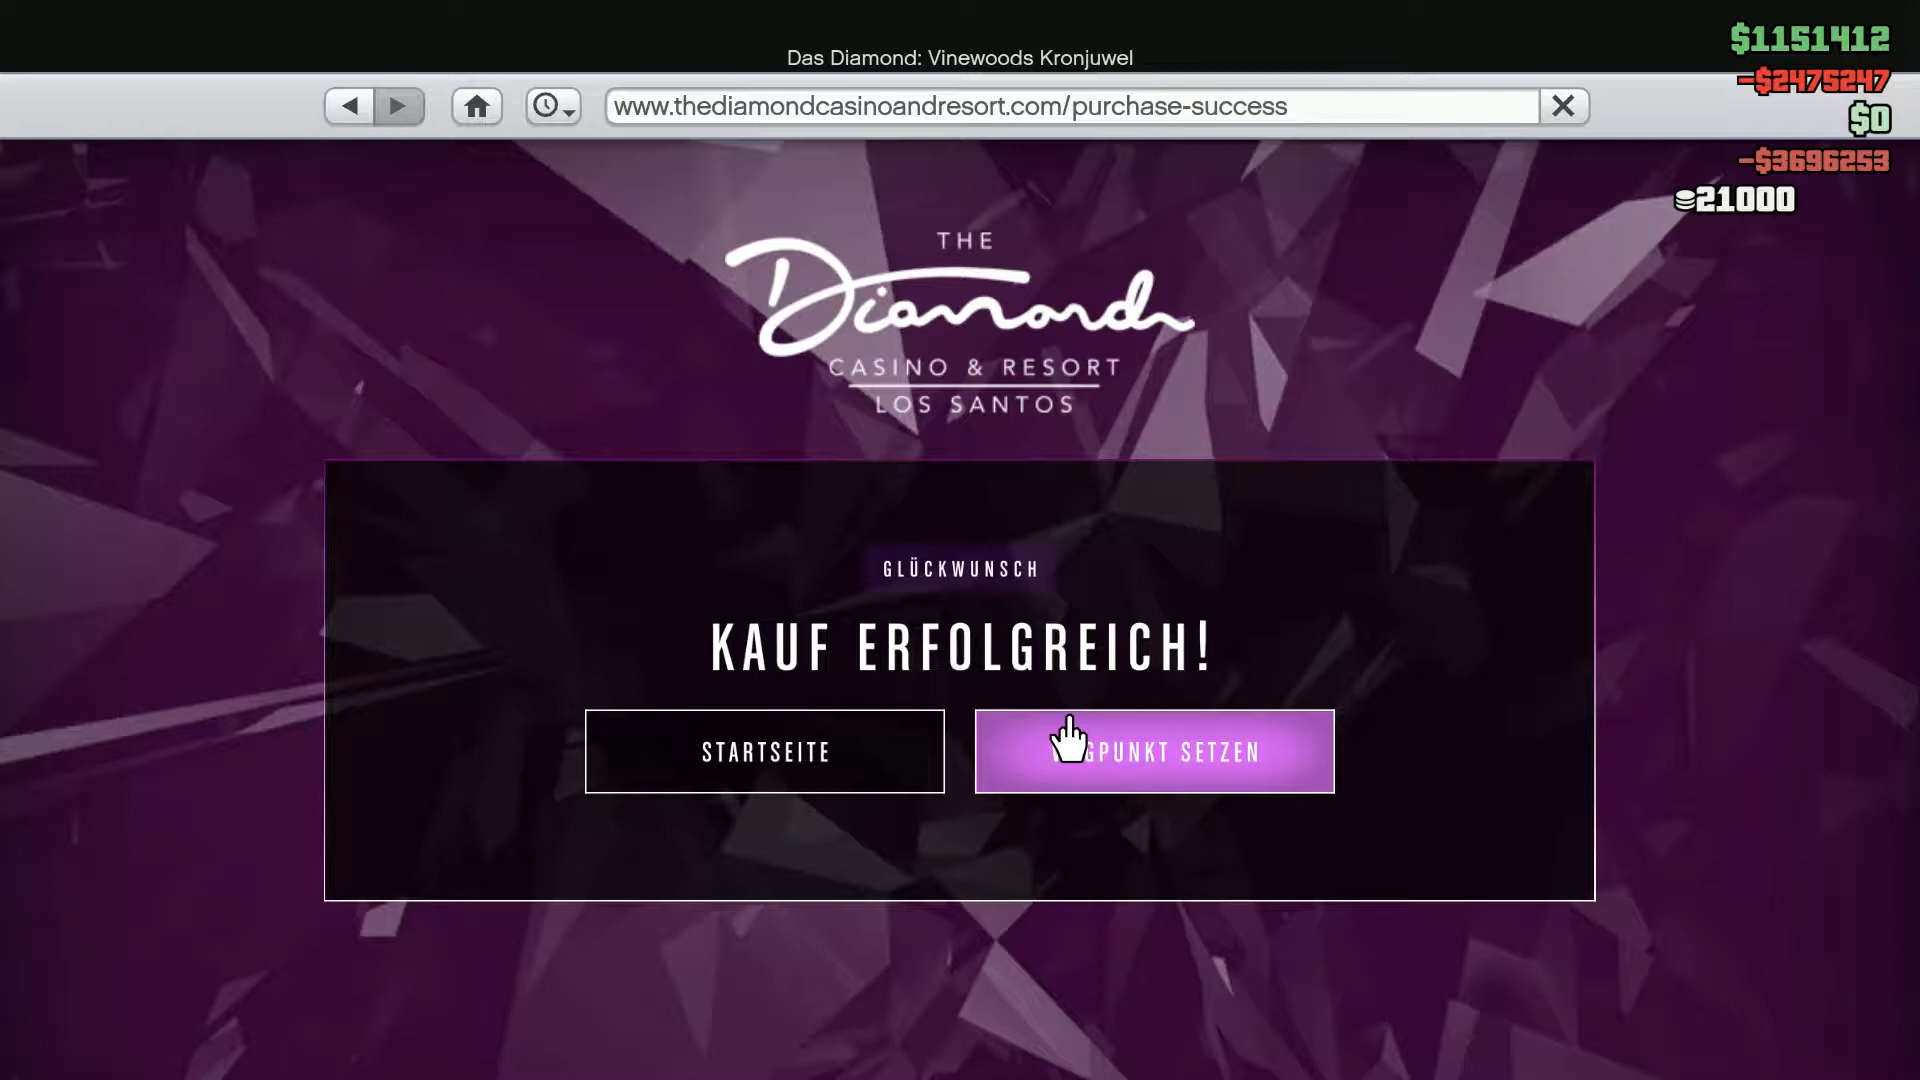 Das Diamond: Vinewoods Kronjuwel
$1151412
www.thediamondcasinoandresort.com/purchase-success
-$2475247
$0
-$3696253
21000
THE
Diamond
CASINO & RESORT
LOS SANTOS
GLÜCKWUNSCH
KAUF ERFOLGREICH!
STARTSEITE
SETZEN